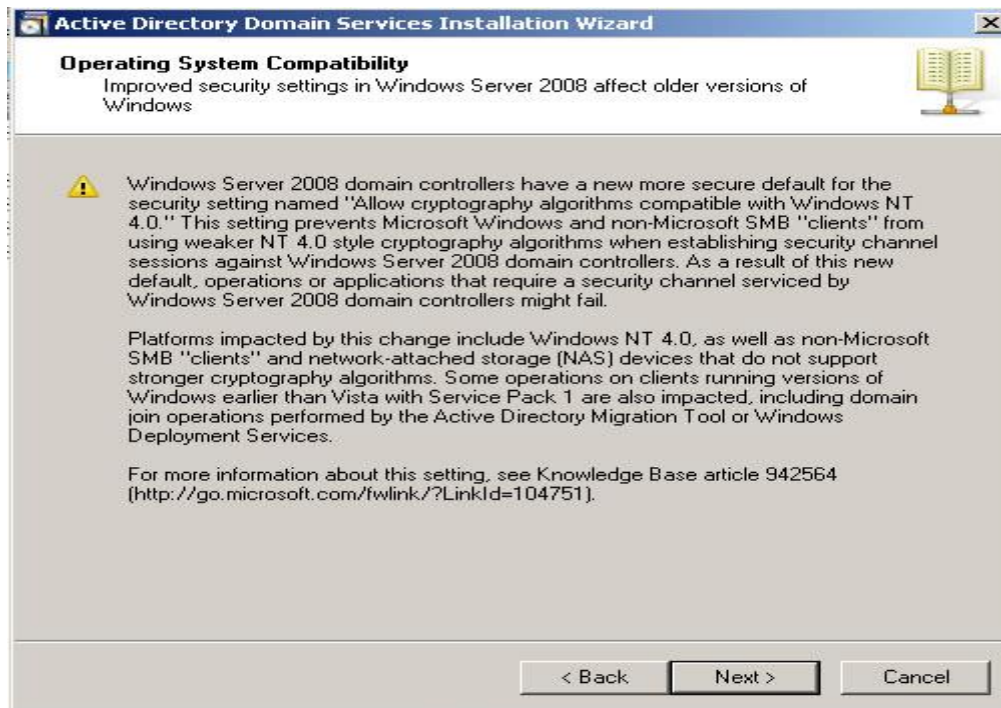 Active Directory Domain Services Installation Wizard
Operating System Compatibility
Improved security settings in Windows Server 2008 affect older versions of
Windows
Windows Server 2008 domain controllers have a new more secure default for the
security setting named "Allow cryptography algorithms compatible with Windows NT
4.0." This setting prevents Microsoft Windows and non-Microsoft SMB "clients" from
using weaker NT 4.0 style cryptography algorithms when establishing security channel
sessions against Windows Server 2008 domain controllers. As a result of this new
default, operations or applications that require a security channel serviced by
Windows Server 2008 domain controllers might fail.
Platforms impacted by this change include Windows NT 4.0, as well as non-Microsoft
SMB "clients" and network-attached storage (NAS) devices that do not support
stronger cryptography algorithms. Some operations on clients running versions of
Windows earlier than Vista with Service Pack 1 are also impacted, including domain
join operations performed by the Active Directory Migration Tool or Windows
Deployment Services.
For more information about this setting, see Knowledge Base article 942564
(http://go.microsoft.com/fwlink/?LinkId=104751).
< Back Next > Cancel